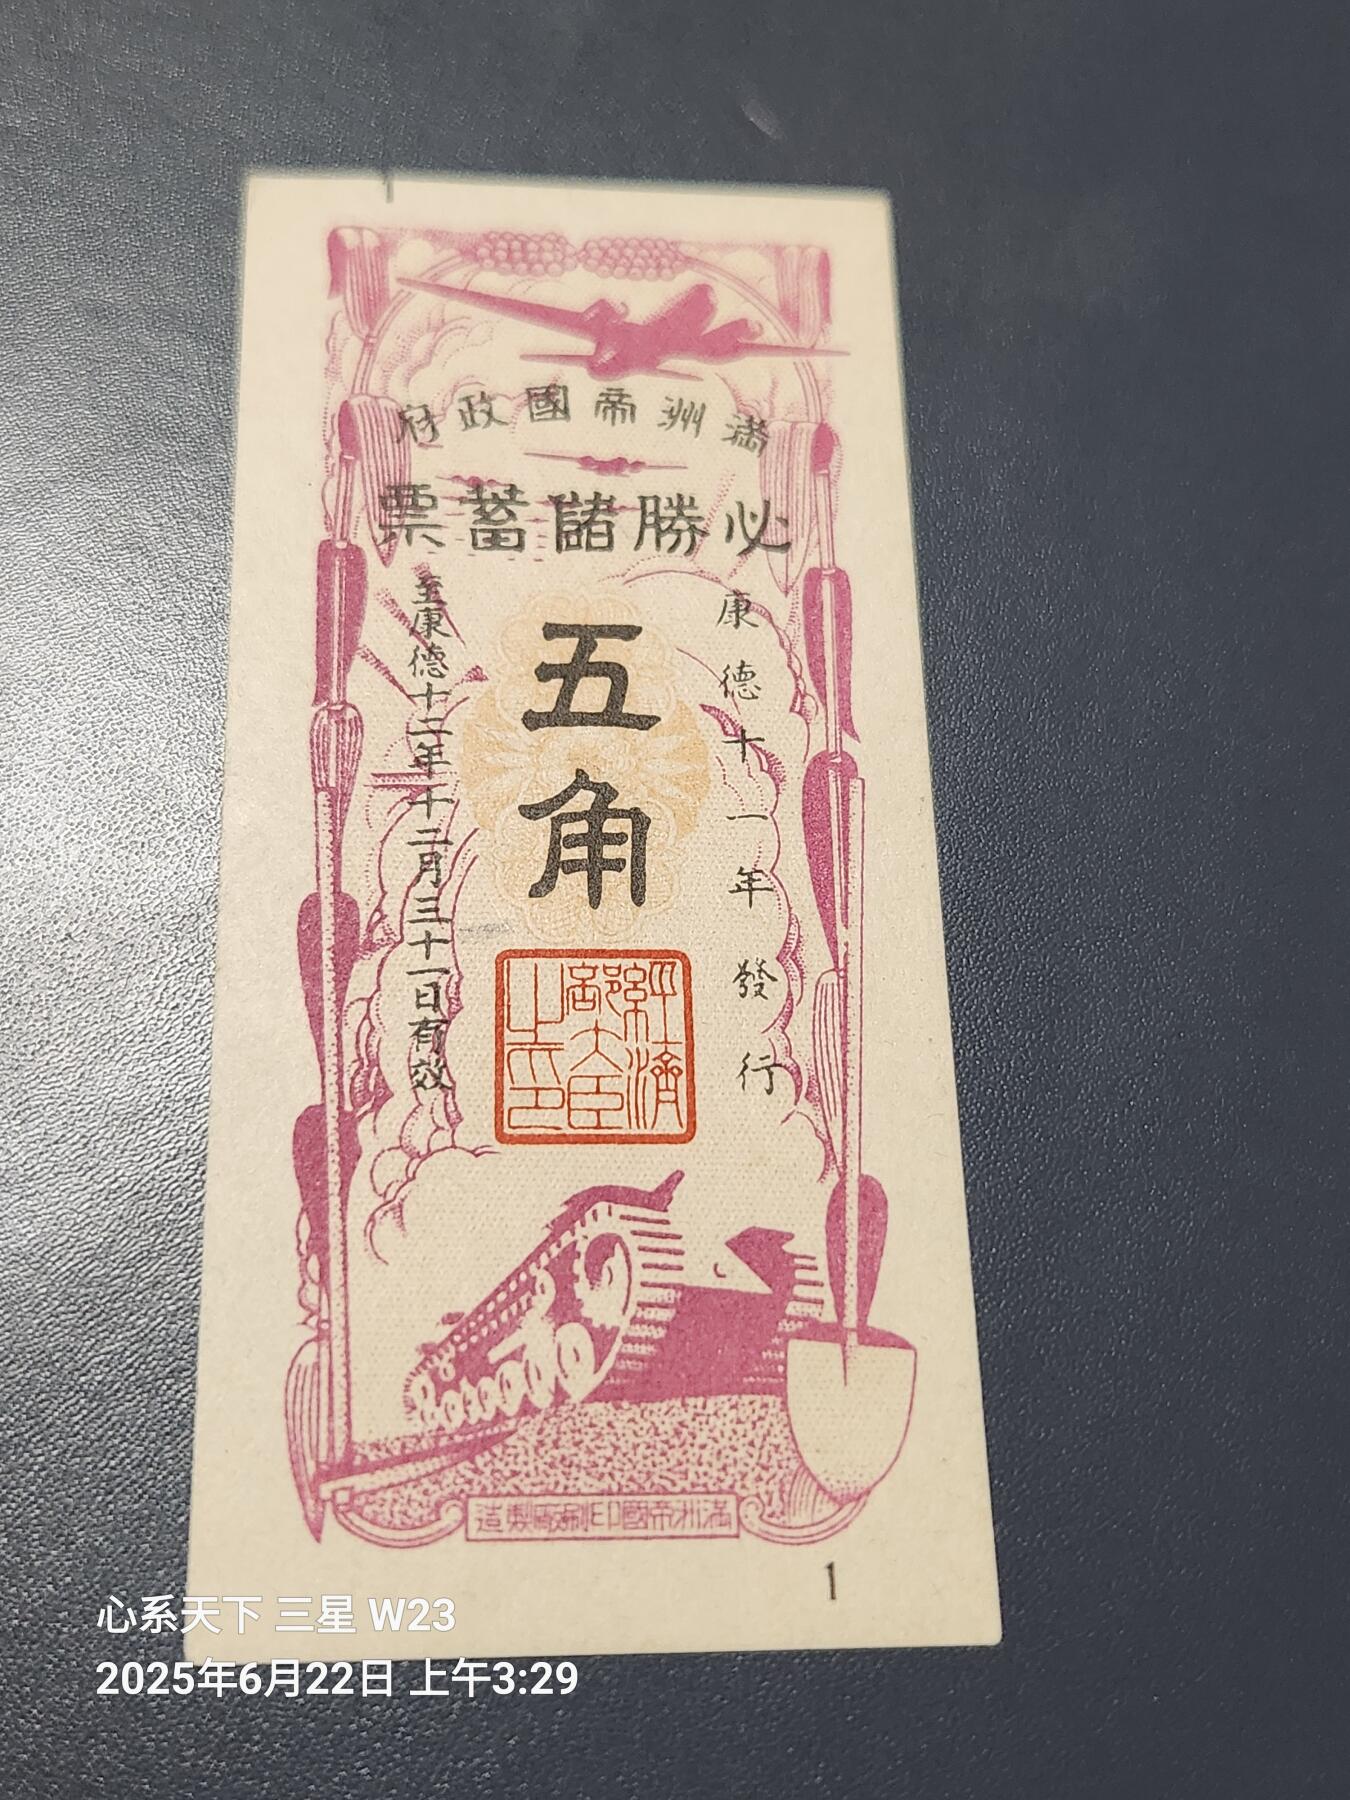 滿洲帝國政府
必勝儲蓄票
康德十一年發行
五角
至康德十二年十二月三十一日有效
經濟部大臣之印
滿洲帝國印刷廠製造
1
心系天下 三星 W23
2025年6月22日 上午3:29